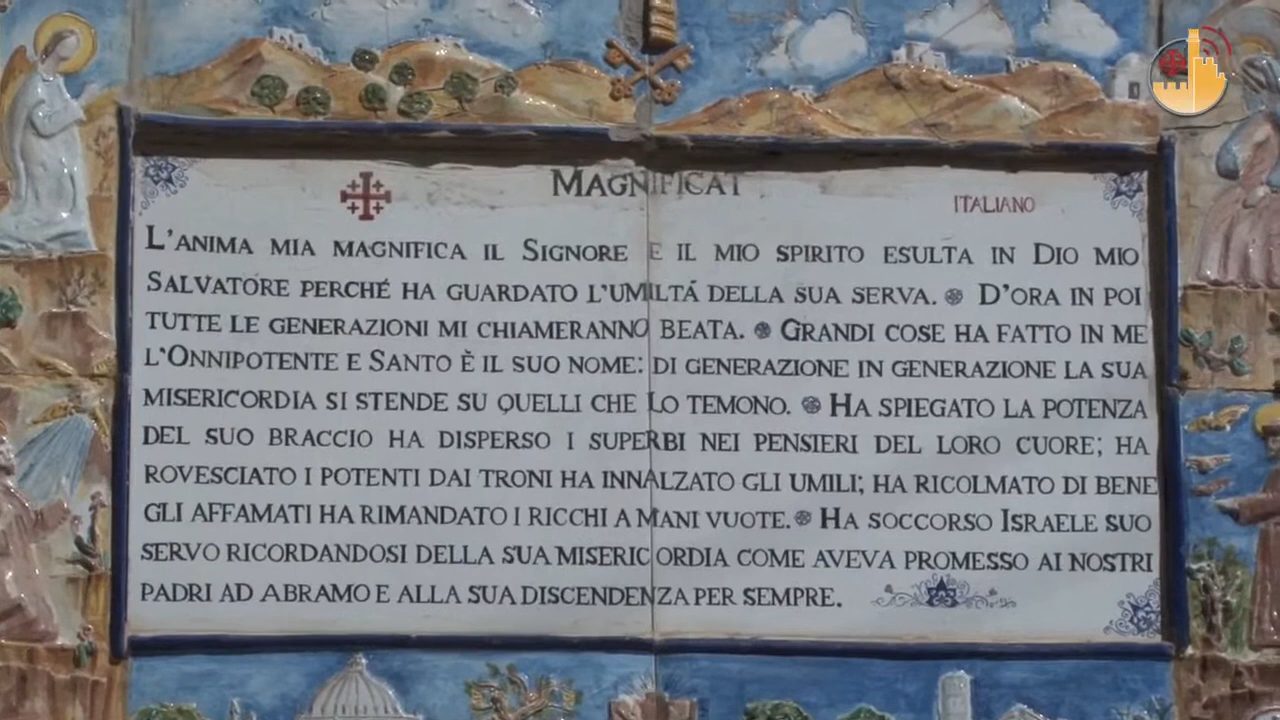 MAGNIFICAT
ITALIANO
L'ANIMA MIA MAGNIFICA IL SIGNORE E IL MIO SPIRITO ESULTA IN DIO MIO
SALVATORE PERCHÉ HA GUARDATO L'UMILTÁ DELLA SUA SERVA. D'ORA IN POI
TUTTE LE GENERAZIONI MI CHIAMERANNO BEATA. GRANDI COSE HA FATTO IN ME
L'ONNIPOTENTE E SANTO È IL SUO NOME: DI GENERAZIONE IN GENERAZIONE LA SUA
MISERICORDIA SI STENDE SU QUELLI CHE LO TEMONO. HA SPIEGATO LA POTENZA
DEL SUO BRACCIO HA DISPERSO I SUPERBI NEI PENSIERI DEL LORO CUORE; HA
ROVESCIATO I POTENTI DAI TRONI HA INNALZATO GLI UMILI; HA RICOLMATO DI BENE
GLI AFFAMATI HA RIMANDATO I RICCHI A MANI VUOTE. HA SOCCORSO ISRAELE SUO
SERVO RICORDANDOSI DELLA SUA MISERICORDIA COME AVEVA PROMESSO AI NOSTRI
PADRI AD ABRAMO E ALLA SUA DISCENDENZA PER SEMPRE.